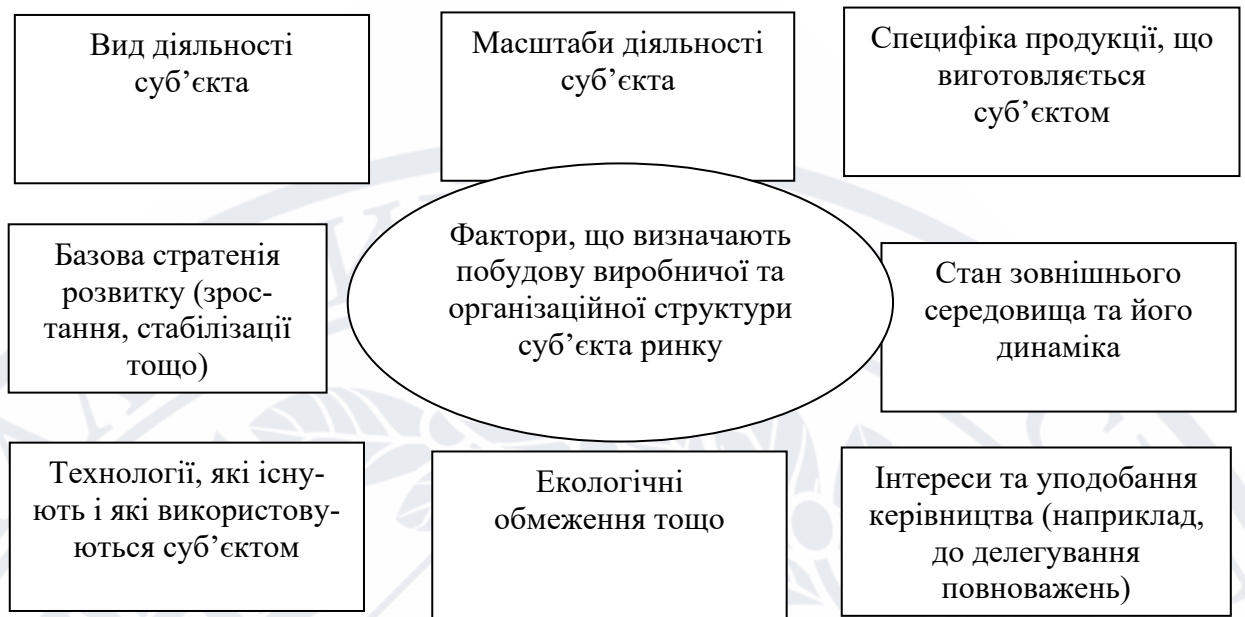 Вид діяльності
суб’єкта
Масштаби діяльності
суб’єкта
Специфіка продукції, що
виготовляється
суб’єктом
Базова стратенія
розвитку (зрос-
тання, стабілізації
тощо)
Фактори, що визначають
побудову виробничої та
організаційної структури
суб’єкта ринку
Стан зовнішнього
середовища та його
динаміка
Технології, які існу-
ють і які використову-
ються суб’єктом
Екологічні
обмеження тощо
Інтереси та уподобання
керівництва (наприклад,
до делегування
повноважень)